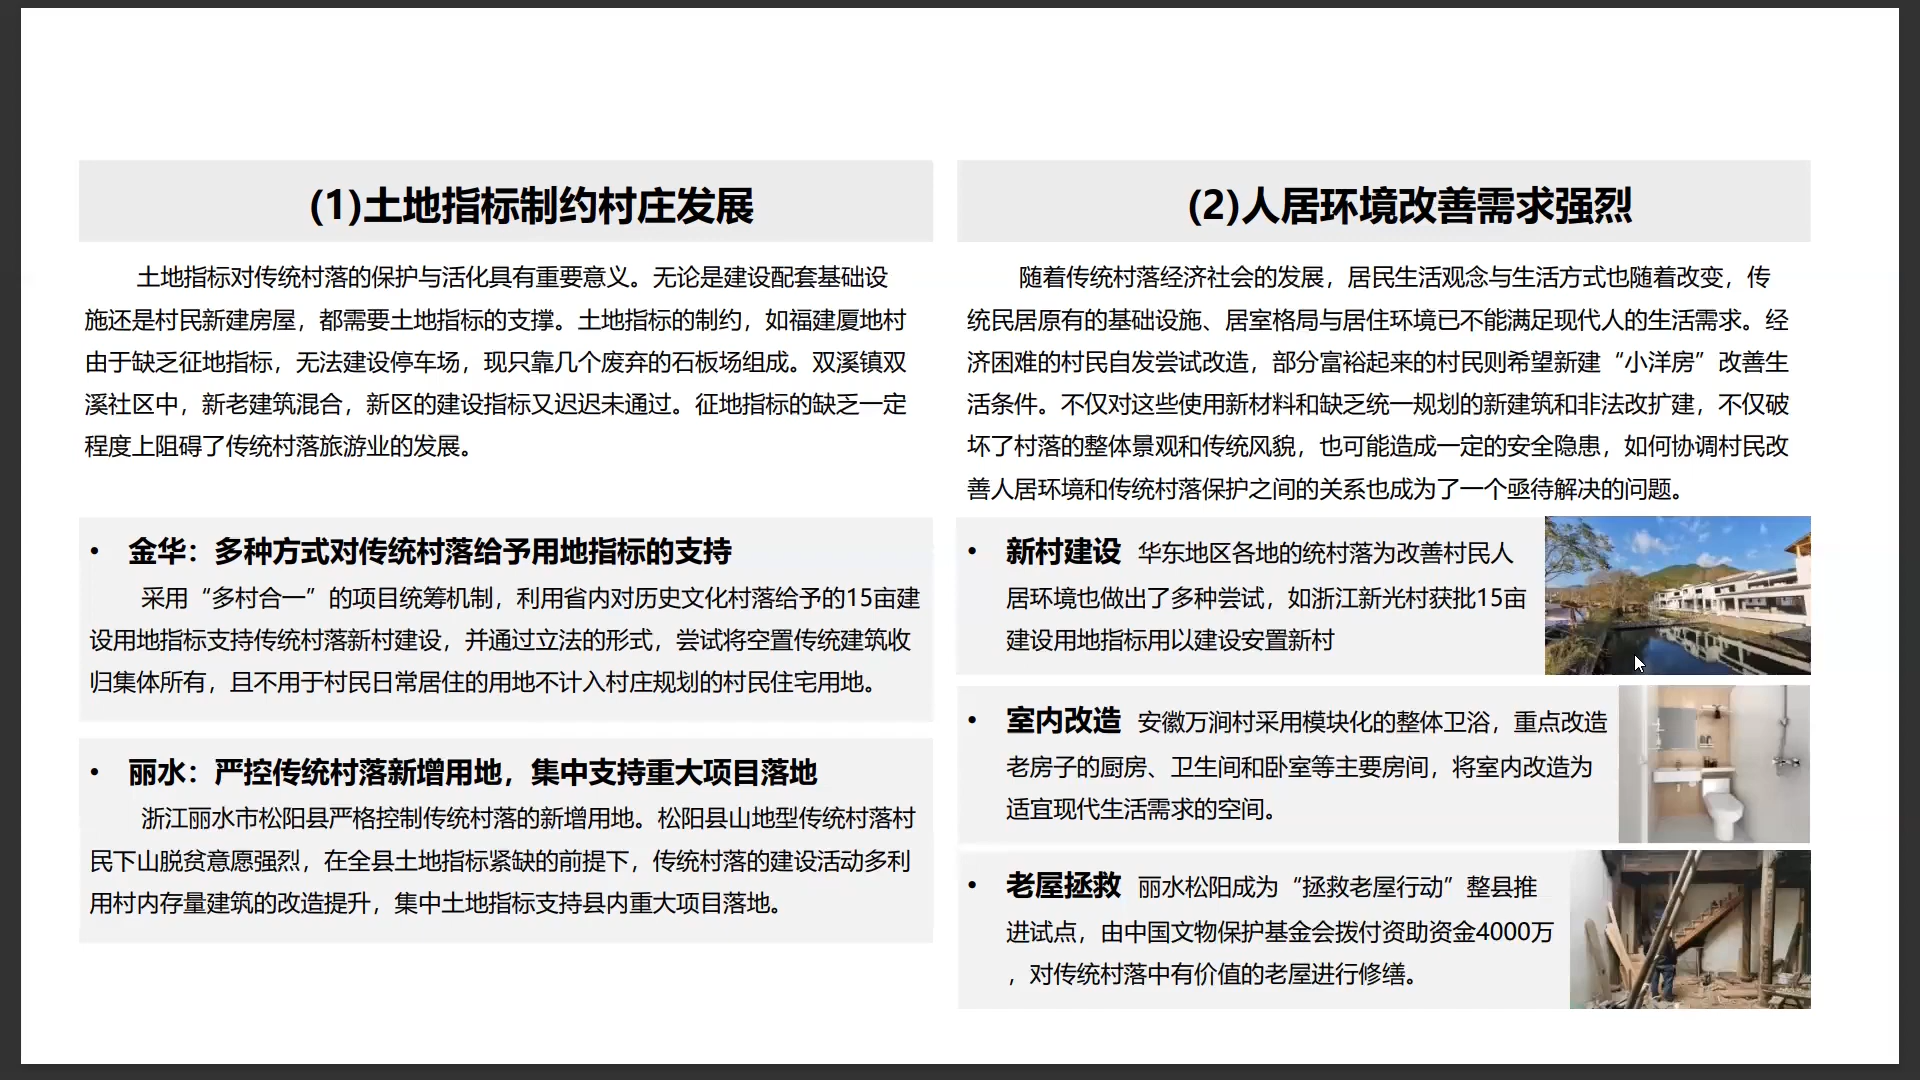 (1)土地指标制约村庄发展
土地指标对传统村落的保护与活化具有重要意义。无论是建设配套基础设
施还是村民新建房屋，都需要土地指标的支撑。土地指标的制约，如福建厦地村
由于缺乏征地指标，无法建设停车场，现只靠几个废弃的石板场组成。双溪镇双
溪社区中，新老建筑混合，新区的建设指标又迟迟未通过。征地指标的缺乏一定
程度上阻碍了传统村落旅游业的发展。
• 金华：多种方式对传统村落给予用地指标的支持
采用“多村合一”的项目统筹机制，利用省内对历史文化村落给予的15亩建
设用地指标支持传统村落新村建设，并通过立法的形式，尝试将空置传统建筑收
归集体所有，且不用于村民日常居住的用地不计入村庄规划的村民住宅用地。
• 丽水：严控传统村落新增用地，集中支持重大项目落地
浙江丽水市松阳县严格控制传统村落的新增用地。松阳县山地型传统村落村
民下山脱贫意愿强烈，在全县土地指标紧缺的前提下，传统村落的建设活动多利
用村内存量建筑的改造提升，集中土地指标支持县内重大项目落地。
(2)人居环境改善需求强烈
随着传统村落经济社会的发展，居民生活观念与生活方式也随着改变，传
统民居原有的基础设施、居室格局与居住环境已不能满足现代人的生活需求。经
济困难的村民自发尝试改造，部分富裕起来的村民则希望新建“小洋房”改善生
活条件。不仅对这些使用新材料和缺乏统一规划的新建筑和非法改扩建，不仅破
坏了村落的整体景观和传统风貌，也可能造成一定的安全隐患，如何协调村民改
善人居环境和传统村落保护之间的关系也成为了一个亟待解决的问题。
• 新村建设 华东地区各地的统村落为改善村民人
居环境也做出了多种尝试，如浙江新光村获批15亩
建设用地指标用以建设安置新村
• 室内改造 安徽万涧村采用模块化的整体卫浴，重点改造
老房子的厨房、卫生间和卧室等主要房间，将室内改造为
适宜现代生活需求的空间。
• 老屋拯救 丽水松阳成为“拯救老屋行动”整县推
进试点，由中国文物保护基金会拨付资助资金4000万
，对传统村落中有价值的老屋进行修缮。